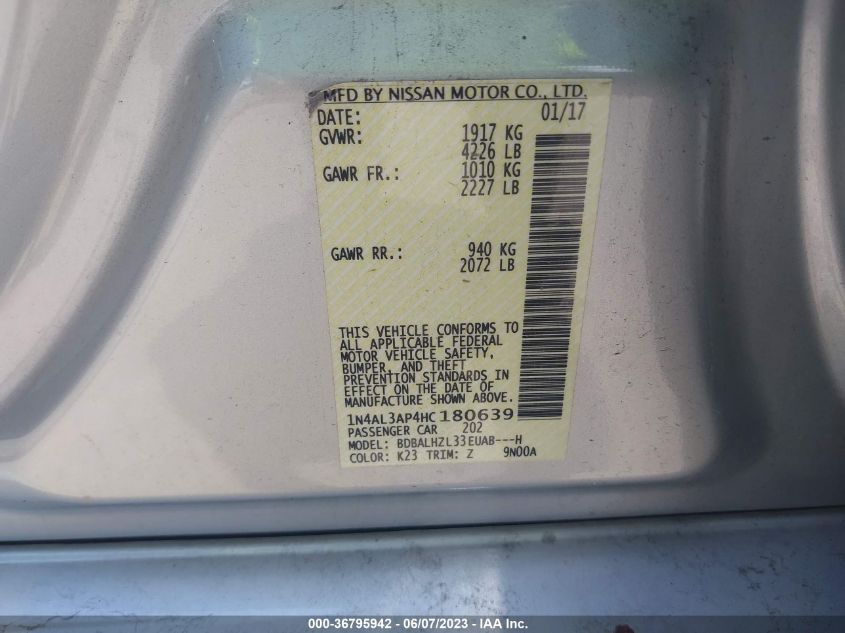 MFD BY NISSAN MOTOR CO., LTD.
DATE: 01/17
GVWR: 1917 KG
4226 LB
GAWR FR.: 1010 KG
2227 LB
GAWR RR.: 940 KG
2072 LB
THIS VEHICLE CONFORMS TO
ALL APPLICABLE FEDERAL
MOTOR VEHICLE SAFETY,
BUMPER, AND THEFT
PREVENTION STANDARDS IN
EFFECT ON THE DATE OF
MANUFACTURE SHOWN ABOVE.
1N4AL3AP4HC180639
PASSENGER CAR 202
MODEL: BDBALHZL33EUAB---H
COLOR: K23 TRIM: Z 9N00A
000-36795942 - 06/07/2023 - © IAA Inc.